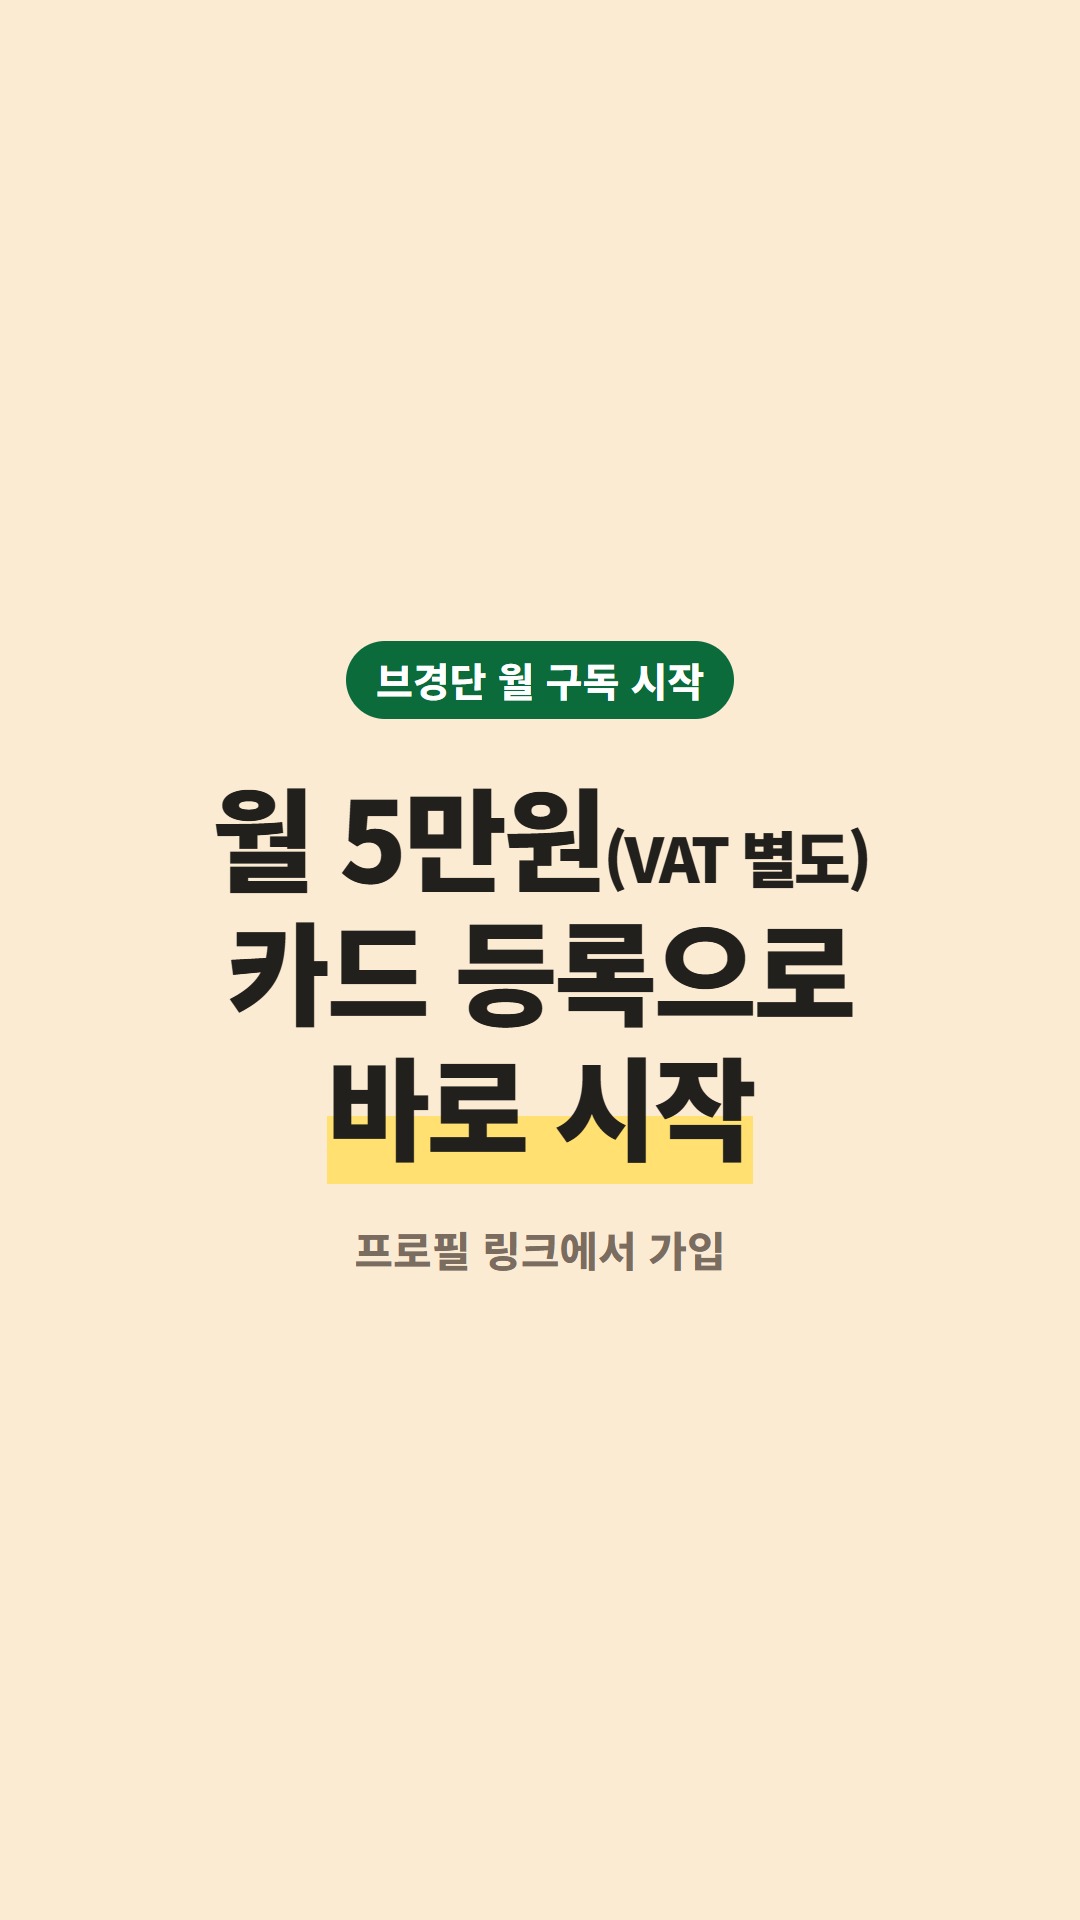 브경단 월 구독 시작
월 5만원(VAT 별도)
카드 등록으로
바로 시작
프로필 링크에서 가입